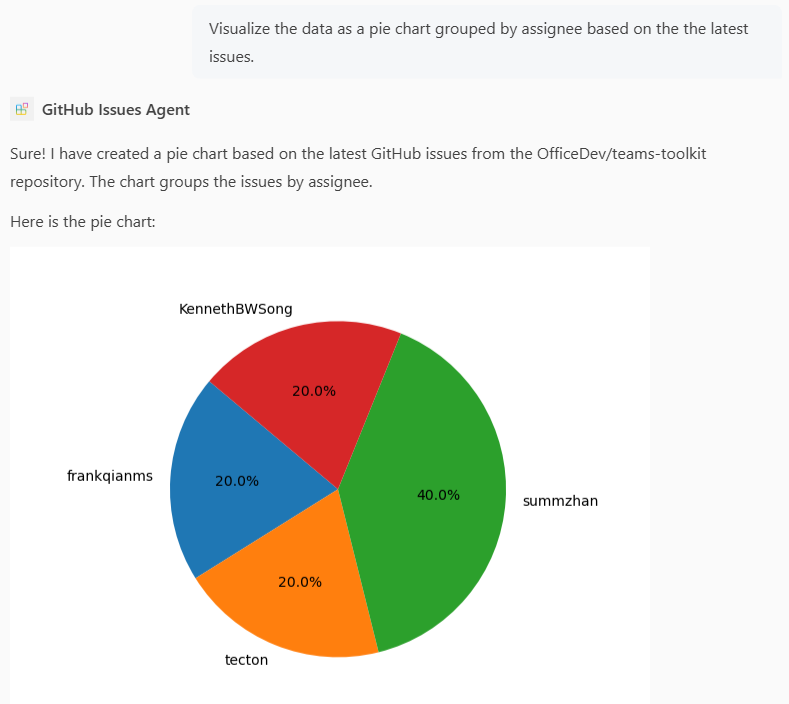 Visualize the data as a pie chart grouped by assignee based on the the latest
issues.
GitHub Issues Agent
Sure! I have created a pie chart based on the latest GitHub issues from the OfficeDev/teams-toolkit
repository. The chart groups the issues by assignee.
Here is the pie chart:
KennethBWSong
20.0%
frankqianms
20.0%
40.0%
summzhan
20.0%
tecton